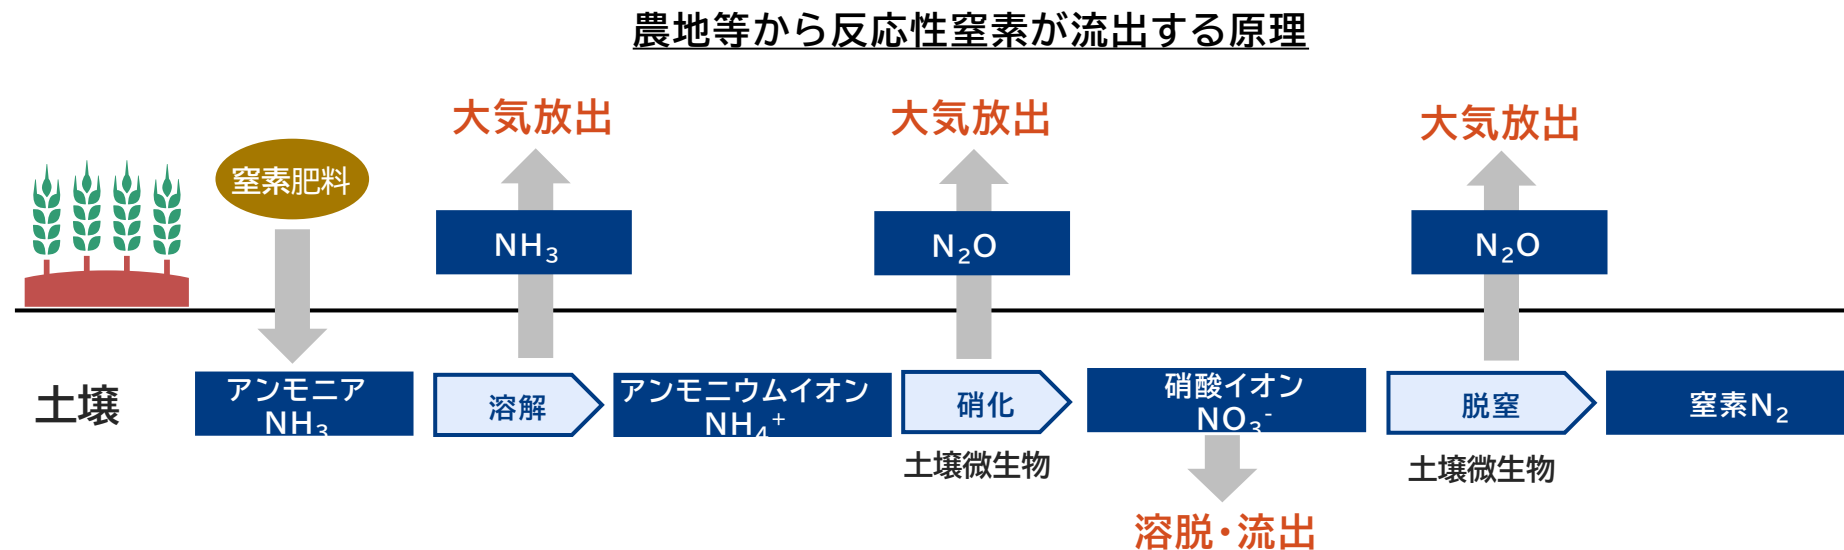 農地等から反応性窒素が流出する原理
大気放出
大気放出
大気放出
窒素肥料
NH₃
N₂O
N₂O
土壌
アンモニア
NH₃
溶解
アンモニウムイオン
NH₄⁺
硝化
土壌微生物
硝酸イオン
NO₃⁻
脱窒
土壌微生物
窒素N₂
溶脱・流出